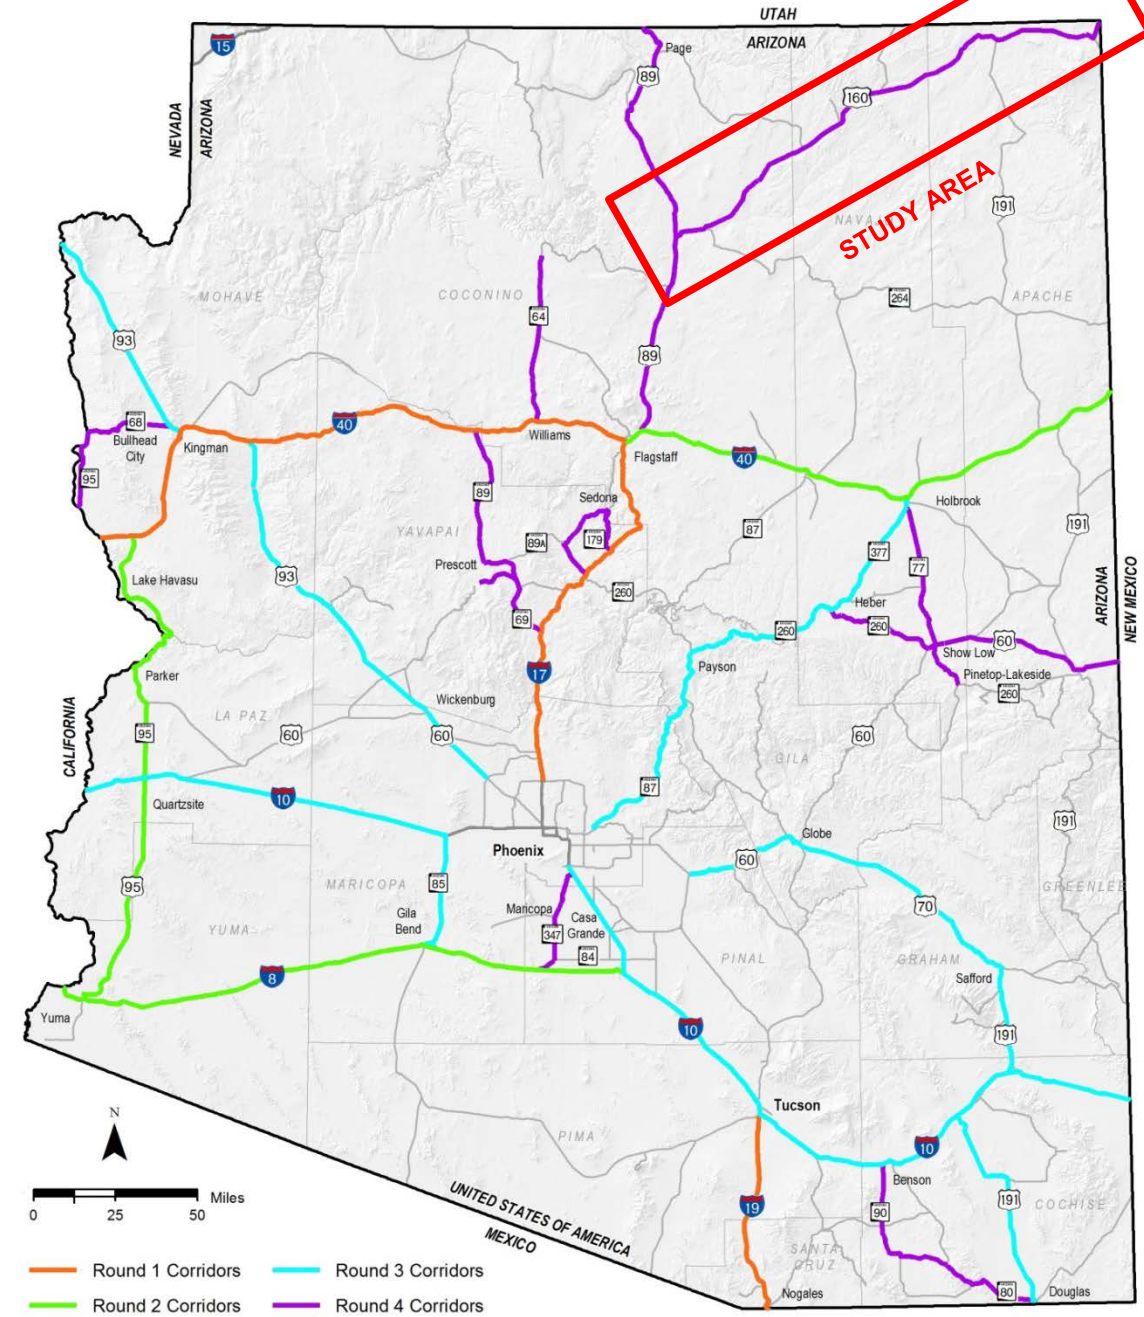 UTAH
ARIZONA
15
Page
89
NEVADA
ARIZONA
160
STUDY AREA
NAVAJ
191
MOHAVE
COCONINO
264
APACHE
64
93
89
68
Bullhead
City
40
Kingman
Williams
Flagstaff
40
95
89
Sedona
Holbrook
YAVAPAI
89A
179
87
191
377
77
Prescott
93
Lake Havasu
260
69
Heber
260
260
60
ARIZONA
NEW MEXICO
Show Low
Payson
17
Parker
Pinetop-Lakeside
260
Wickenburg
LA PAZ
95
60
60
60
CALIFORNIA
GILA
87
10
Quartzsite
191
Globe
Phoenix
60
95
MARICOPA
85
GREENLEE
70
Gila
Bend
Maricopa
Casa
Grande
YUMA
347
84
PINAL
GRAHAM
8
Safford
Yuma
10
191
N
Tucson
PIMA
10
Benson
Miles
0
25
50
UNITED STATES OF AMERICA
MEXICO
19
90
191
COCHISE
SANTA
CRUZ
Round 1 Corridors
Round 3 Corridors
Nogales
80
Douglas
Round 2 Corridors
Round 4 Corridors